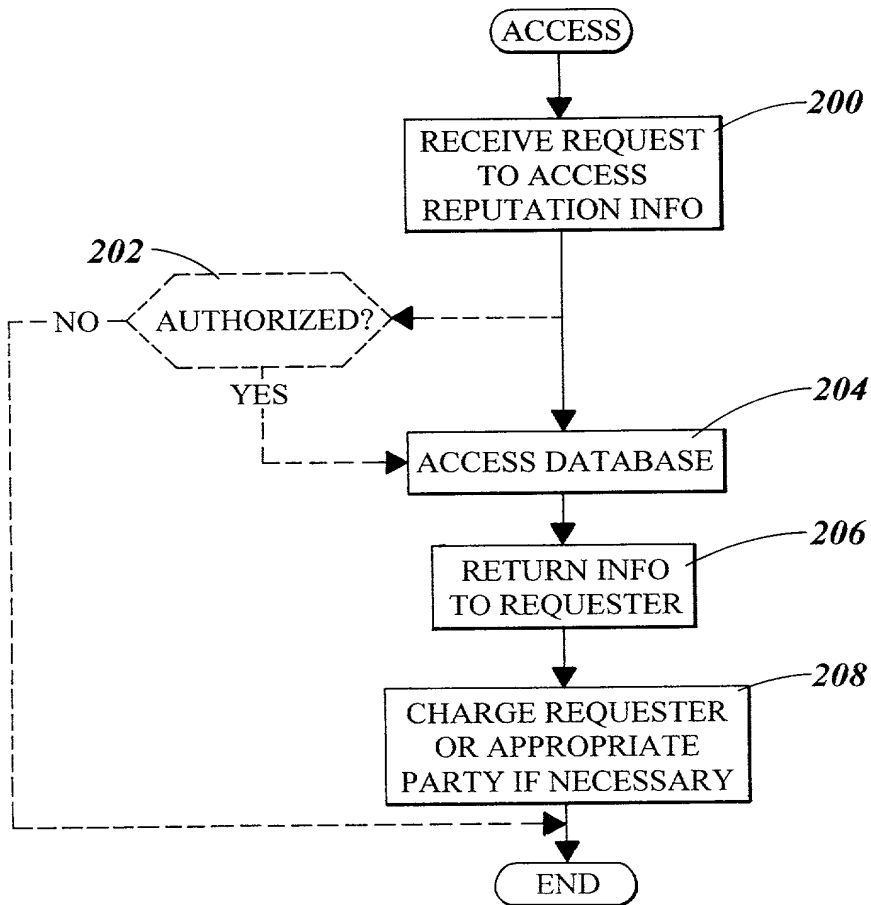 ACCESS
200
RECEIVE REQUEST
TO ACCESS
REPUTATION INFO
202
NO
AUTHORIZED?
YES
204
ACCESS DATABASE
206
RETURN INFO
TO REQUESTER
208
CHARGE REQUESTER
OR APPROPRIATE
PARTY IF NECESSARY
END